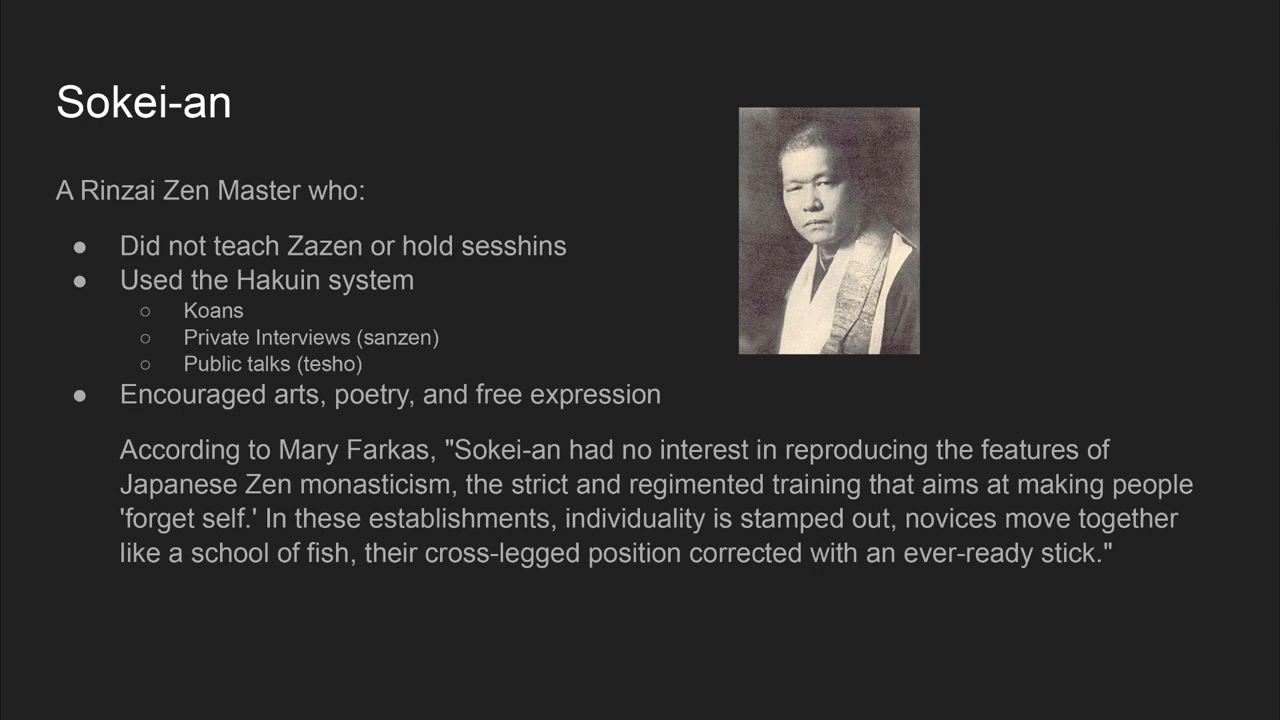 Sokei-an
A Rinzai Zen Master who:
● Did not teach Zazen or hold sesshins
● Used the Hakuin system
○ Koans
○ Private Interviews (sanzen)
○ Public talks (tesho)
● Encouraged arts, poetry, and free expression
According to Mary Farkas, "Sokei-an had no interest in reproducing the features of
Japanese Zen monasticism, the strict and regimented training that aims at making people
'forget self.' In these establishments, individuality is stamped out, novices move together
like a school of fish, their cross-legged position corrected with an ever-ready stick."